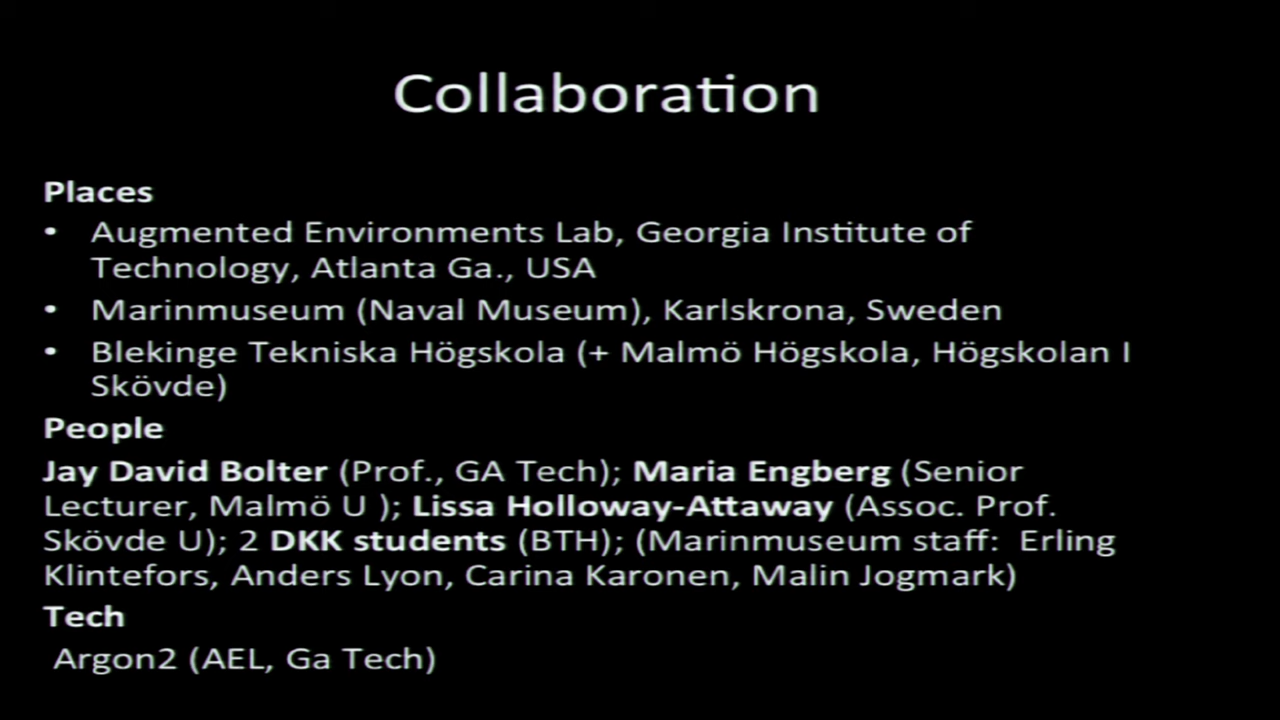 Collaboration
Places
• Augmented Environments Lab, Georgia Institute of
Technology, Atlanta Ga., USA
• Marinmuseum (Naval Museum), Karlskrona, Sweden
• Blekinge Tekniska Högskola (+ Malmö Högskola, Högskolan I
Skövde)
People
Jay David Bolter (Prof., GA Tech); Maria Engberg (Senior
Lecturer, Malmö U ); Lissa Holloway-Attaway (Assoc. Prof.
Skövde U); 2 DKK students (BTH); (Marinmuseum staff:  Erling
Klintefors, Anders Lyon, Carina Karonen, Malin Jogmark)
Tech
Argon2 (AEL, Ga Tech)